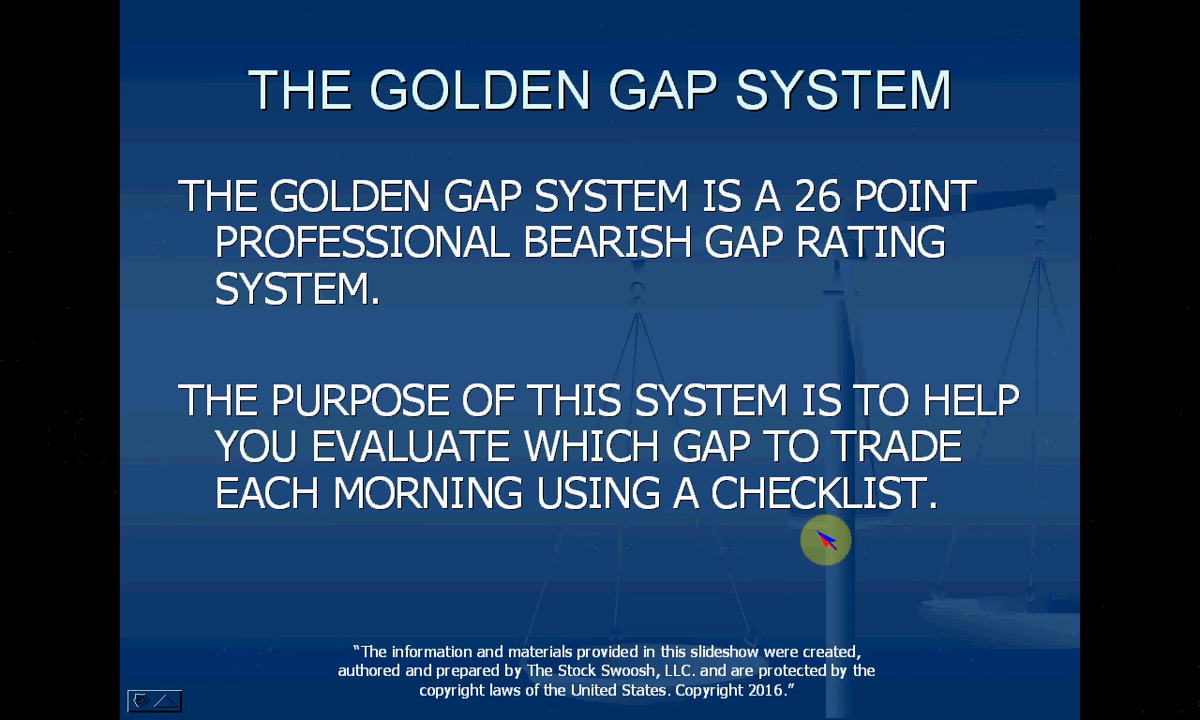 THE GOLDEN GAP SYSTEM
THE GOLDEN GAP SYSTEM IS A 26 POINT
PROFESSIONAL BEARISH GAP RATING
SYSTEM.
THE PURPOSE OF THIS SYSTEM IS TO HELP
YOU EVALUATE WHICH GAP TO TRADE
EACH MORNING USING A CHECKLIST.
“The information and materials provided in this slideshow were created,
authored and prepared by The Stock Swoosh, LLC. and are protected by the
copyright laws of the United States. Copyright 2016.”